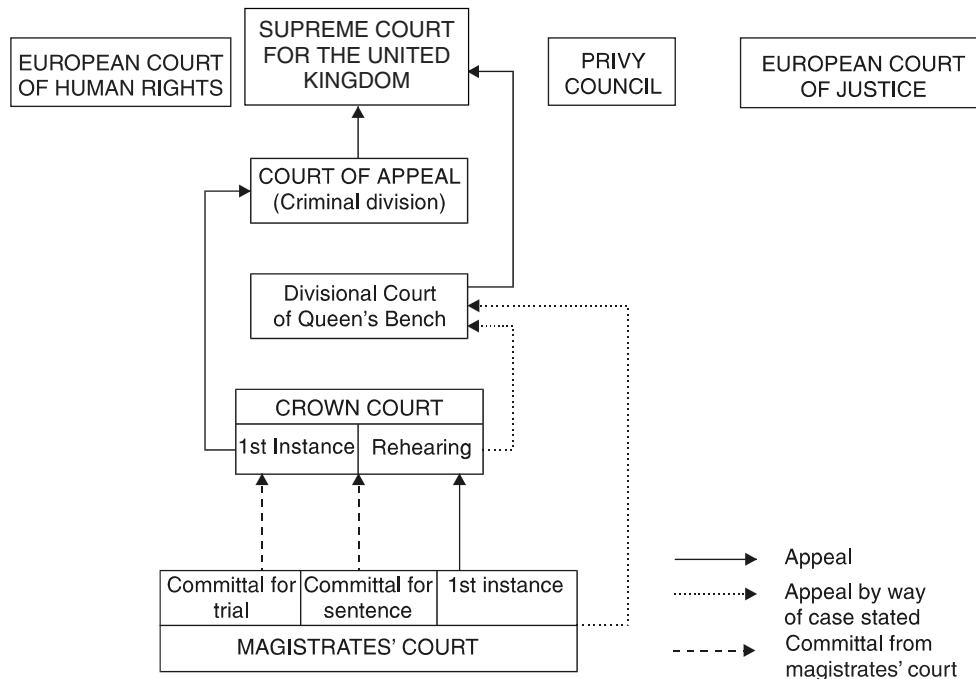 EUROPEAN COURT
OF HUMAN RIGHTS
SUPREME COURT
FOR THE UNITED
KINGDOM
PRIVY
COUNCIL
EUROPEAN COURT
OF JUSTICE
COURT OF APPEAL
(Criminal division)
Divisional Court
of Queen's Bench
CROWN COURT
1st Instance
Rehearing
Committal for
trial
Committal for
sentence
1st instance
MAGISTRATES' COURT
Appeal
Appeal by way
of case stated
Committal from
magistrates' court